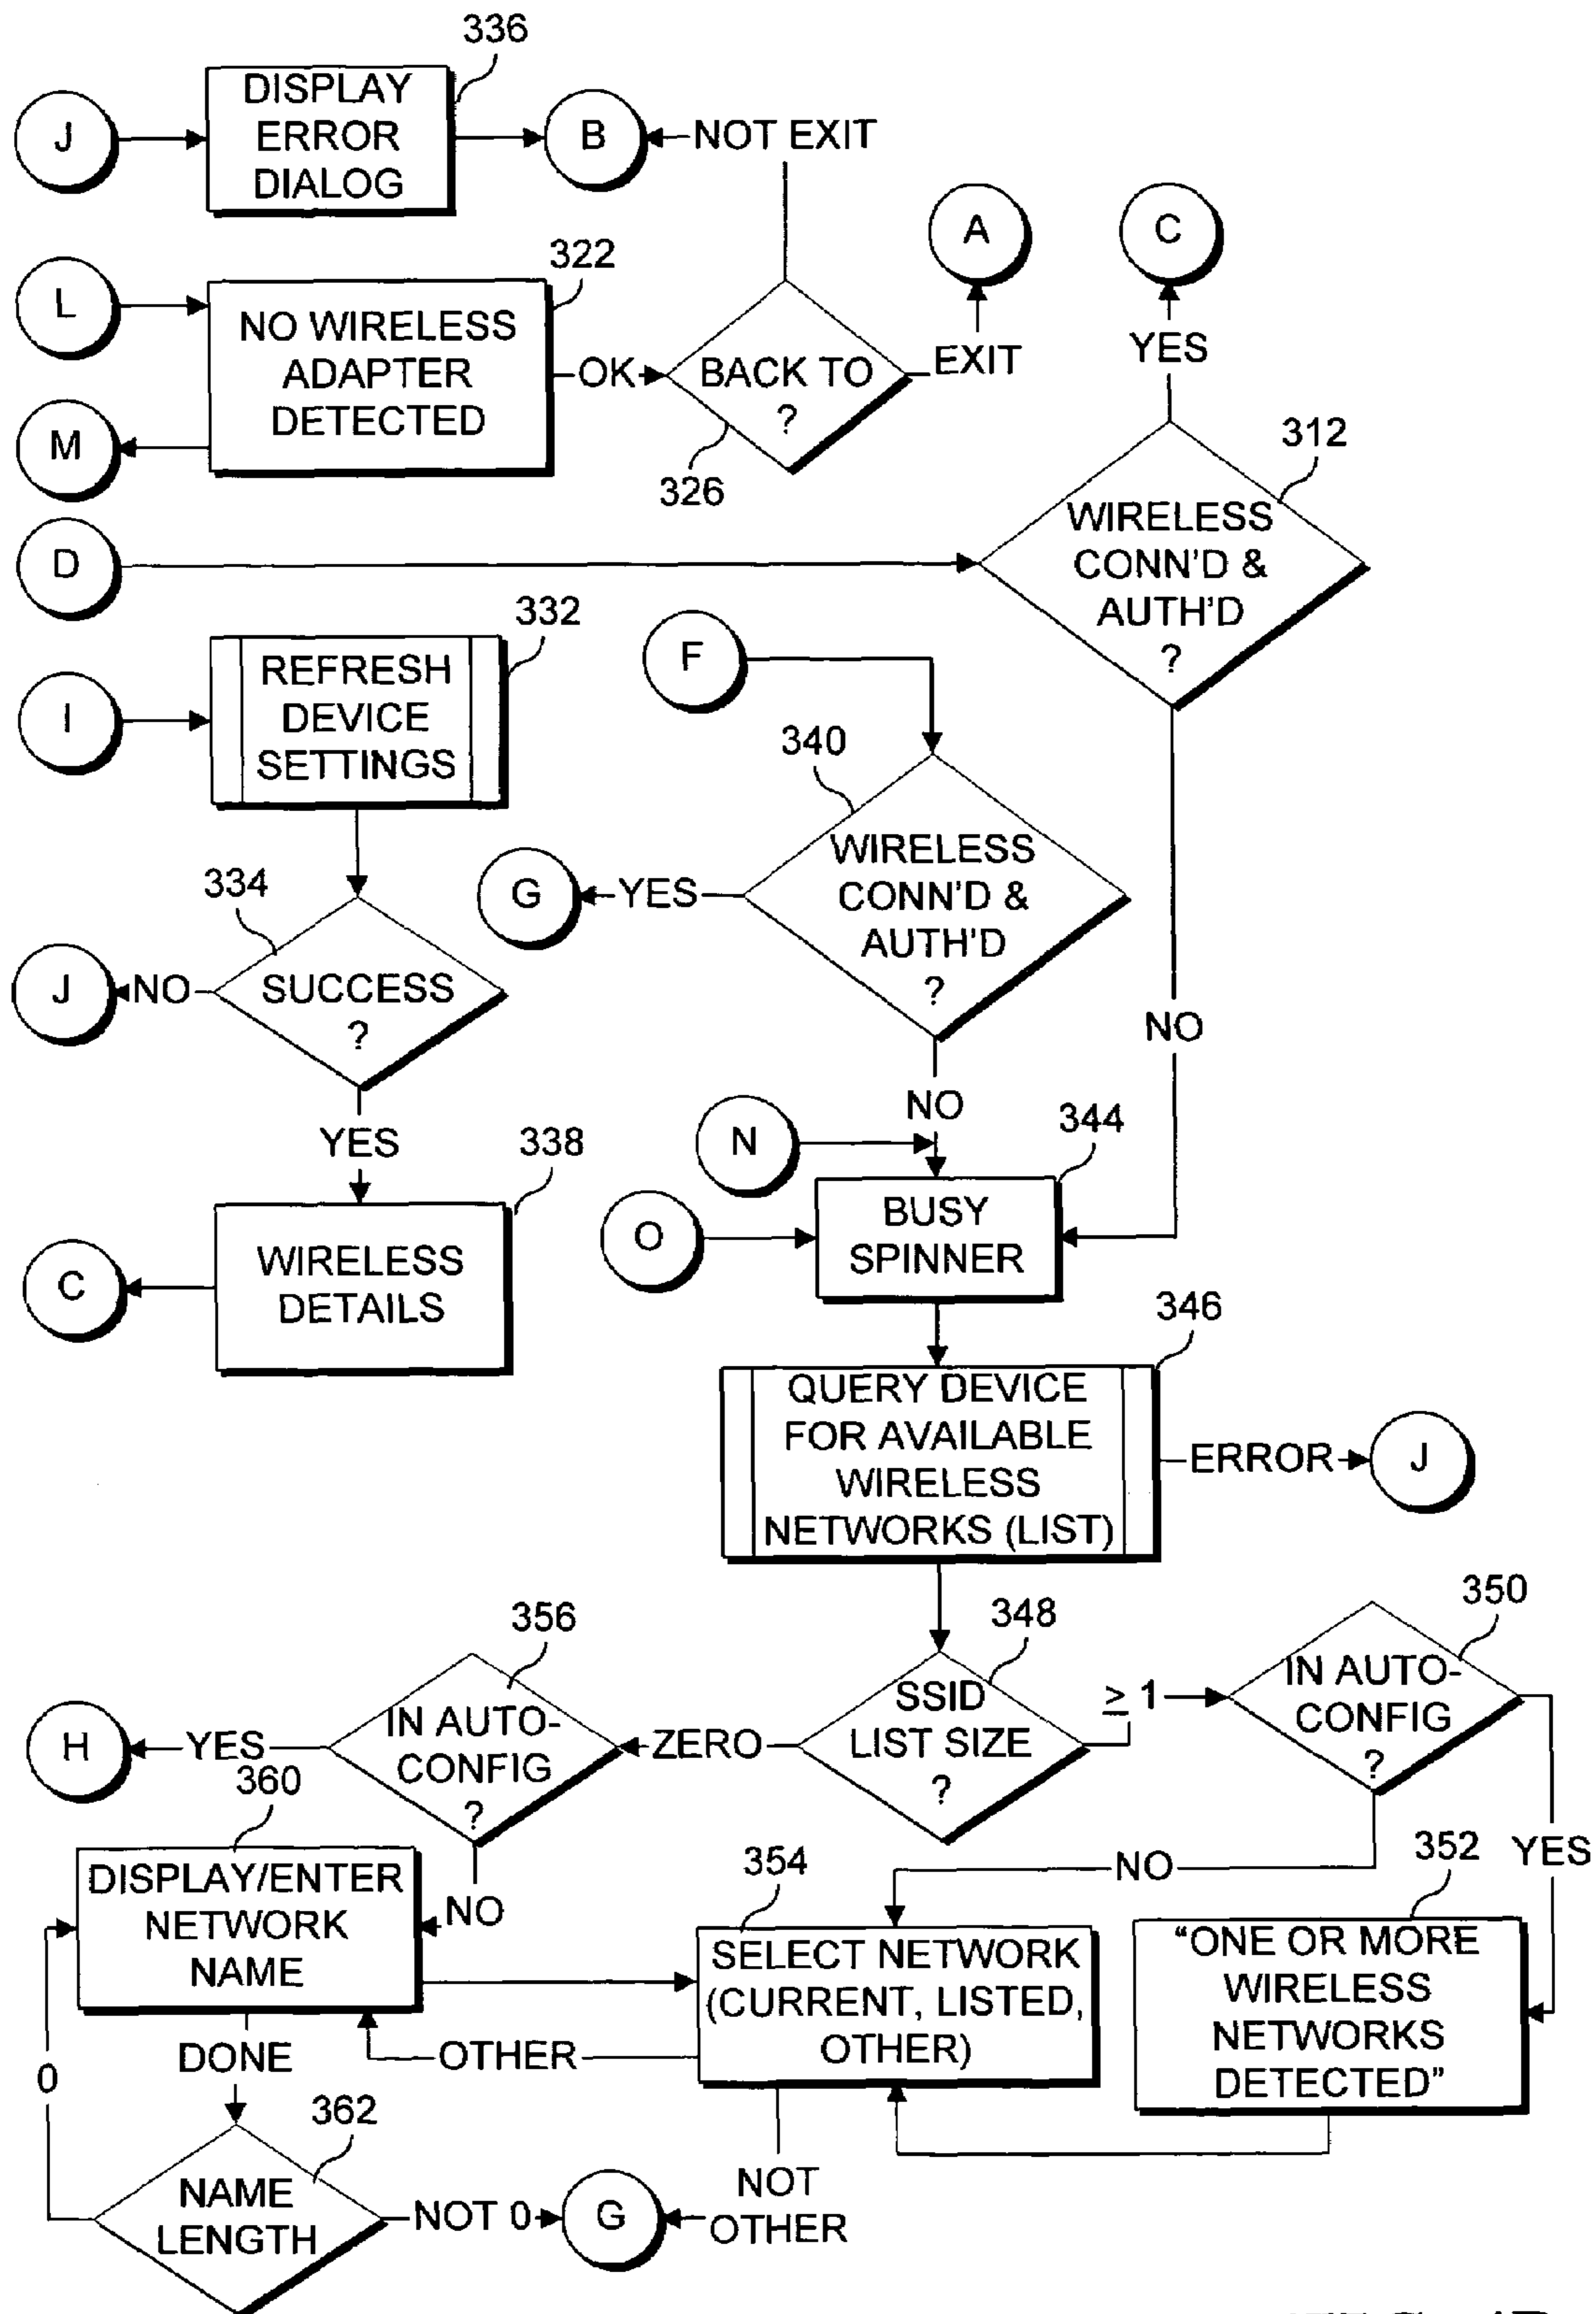 336
J
DISPLAY
ERROR
DIALOG
B
NOT EXIT
A
C
322
L
NO WIRELESS
ADAPTER
DETECTED
OK
BACK TO
?
EXIT
YES
M
326
312
D
WIRELESS
CONN'D &
AUTH'D
?
332
I
REFRESH
DEVICE
SETTINGS
F
340
334
G
YES
WIRELESS
CONN'D &
AUTH'D
?
J
NO
SUCCESS
?
NO
NO
YES
338
N
344
C
WIRELESS
DETAILS
O
BUSY
SPINNER
346
QUERY DEVICE
FOR AVAILABLE
WIRELESS
NETWORKS (LIST)
ERROR
J
356
348
350
H
YES
IN AUTO-
CONFIG
?
ZERO
SSID
LIST SIZE
?
≥ 1
IN AUTO-
CONFIG
?
360
DISPLAY/ENTER
NETWORK
NAME
NO
354
NO
352
YES
SELECT NETWORK
(CURRENT, LISTED,
OTHER)
“ONE OR MORE
WIRELESS
NETWORKS
DETECTED”
0
DONE
OTHER
362
NAME
LENGTH
NOT 0
G
NOT
OTHER